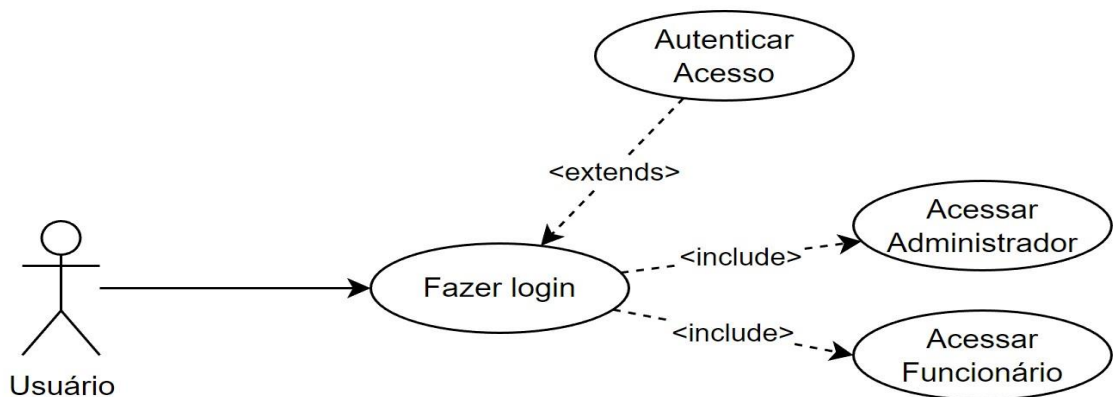 Autenticar
Acesso
<extends>
Acessar
Administrador
<include>
Fazer login
<include>
Acessar
Funcionário
Usuário